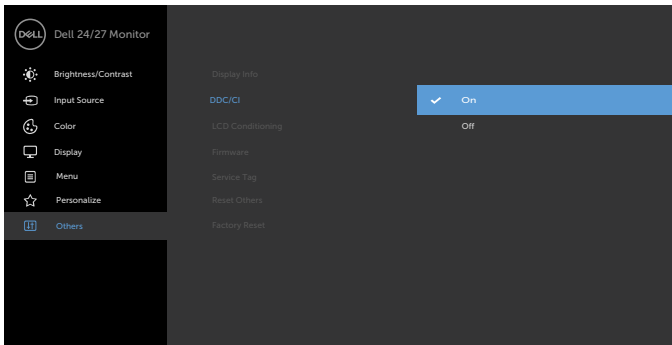 DELL Dell 24/27 Monitor
Brightness/Contrast
Input Source
Color
Display
Menu
Personalize
Others
Display Info
DDC/CI
LCD Conditioning
Firmware
Service Tag
Reset Others
Factory Reset
On
Off